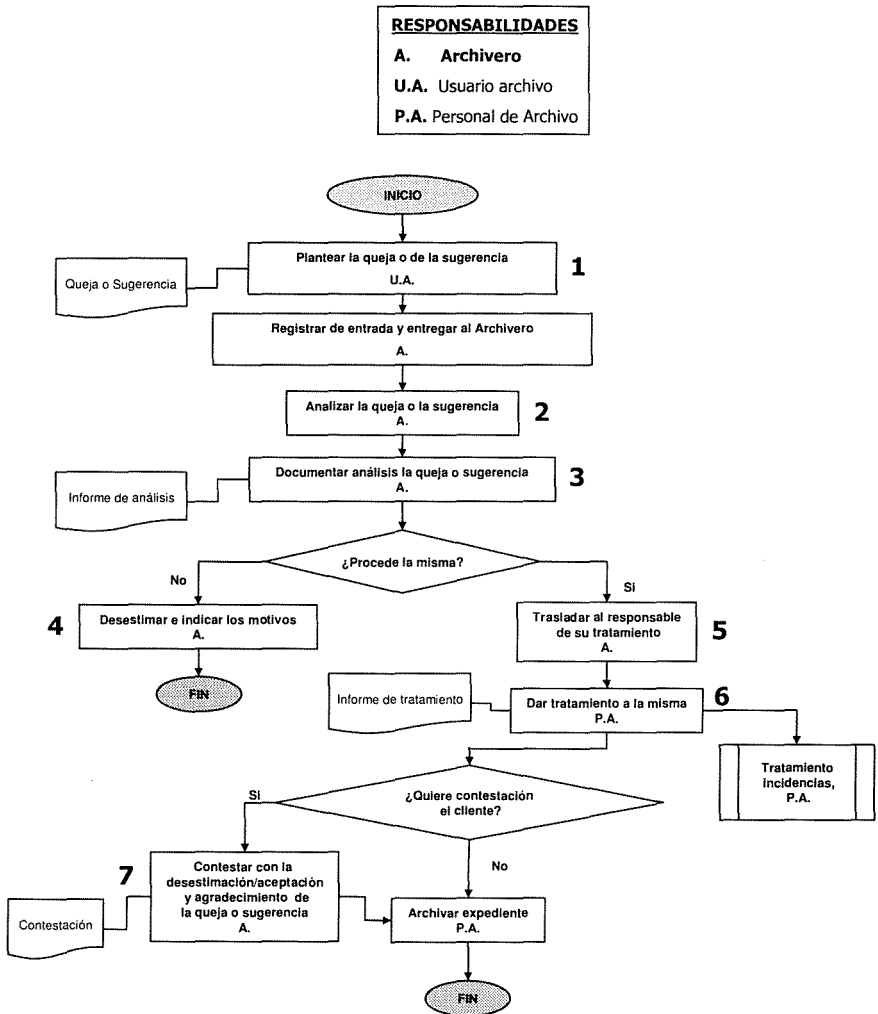 RESPONSABILIDADES
A. Archivero
U.A. Usuario archivo
P.A. Personal de Archivo
INICIO
Plantear la queja o de la sugerencia
U.A.
1
Queja o Sugerencia
Registrar de entrada y entregar al Archivero
A.
Analizar la queja o la sugerencia
A.
2
Documentar análisis la queja o sugerencia
A.
3
Informe de análisis
¿Procede la misma?
No
Si
4
Desestimar e indicar los motivos
A.
FIN
Trasladar al responsable
de su tratamiento
A.
5
Informe de tratamiento
Dar tratamiento a la misma
P.A.
6
Tratamiento
incidencias,
P.A.
¿Quiere contestación
el cliente?
Si
No
7
Contestar con la
desestimación/aceptación
y agradecimiento de
la queja o sugerencia
A.
Contestación
Archivar expediente
P.A.
FIN